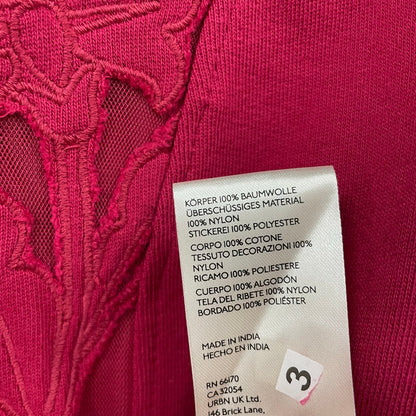 KÖRPER 100% BAUMWOLLE
ÜBERSCHÜSSIGES MATERIAL
100% NYLON
STICKEREI 100% POLYESTER
CORPO 100% COTONE
TESSUTO DECORAZIONI 100%
NYLON
RICAMO 100% POLIESTERE
CUERPO 100% ALGODÓN
TELA DEL RIBETE 100% NYLON
BORDADO 100% POLIÉSTER
MADE IN INDIA
HECHO EN INDIA
RN 66170
CA 32054
URBN UK Ltd.
146 Brick Lane,
3